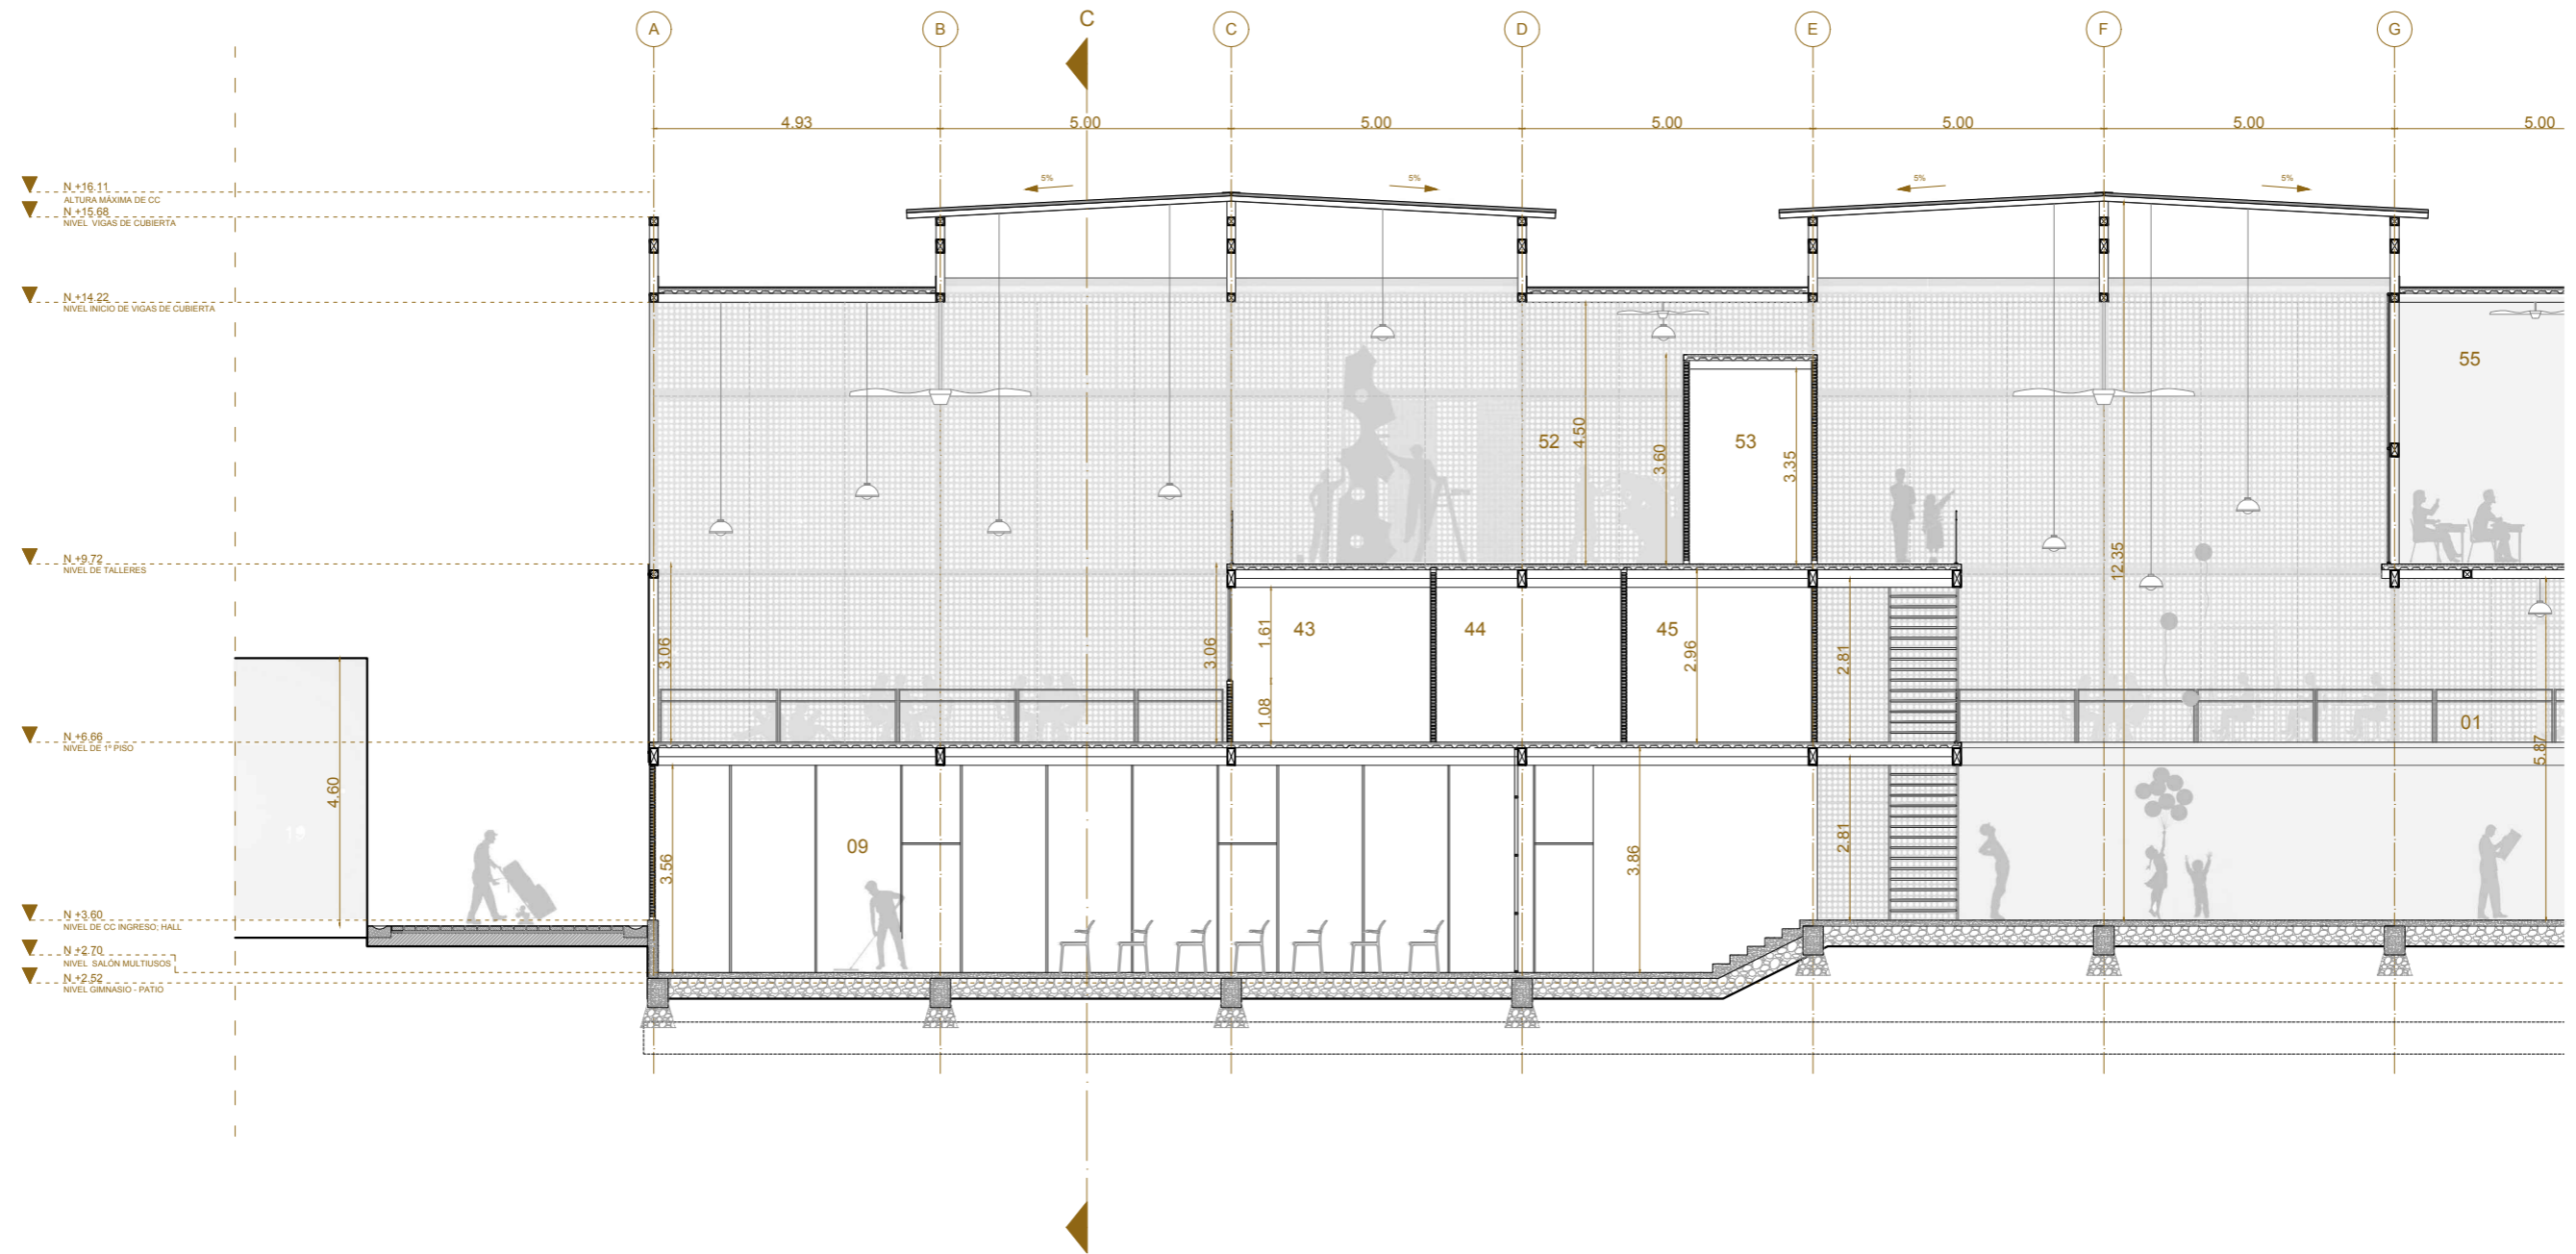 A
B
C
C
D
E
F
G
4.93
5.00
5.00
5.00
5.00
5.00
5.00
5%
5%
5%
5%
N +16.11
ALTURA MÁXIMA DE CC
N +15.68
NIVEL VIGAS DE CUBIERTA
N +14.22
NIVEL INICIO DE VIGAS DE CUBIERTA
55
52
4.50
3.60
53
3.35
N +9.72
NIVEL DE TALLERES
12.35
3.06
3.06
1.61
1.08
43
44
45
2.96
2.81
01
5.87
N +6.66
NIVEL DE 1ª PISO
4.60
19
3.56
09
3.86
2.81
N +3.60
NIVEL DE CC INGRESO; HALL
N +2.70
NIVEL SALÓN MULTIUSOS
N +2.52
NIVEL GIMNASIO - PATIO